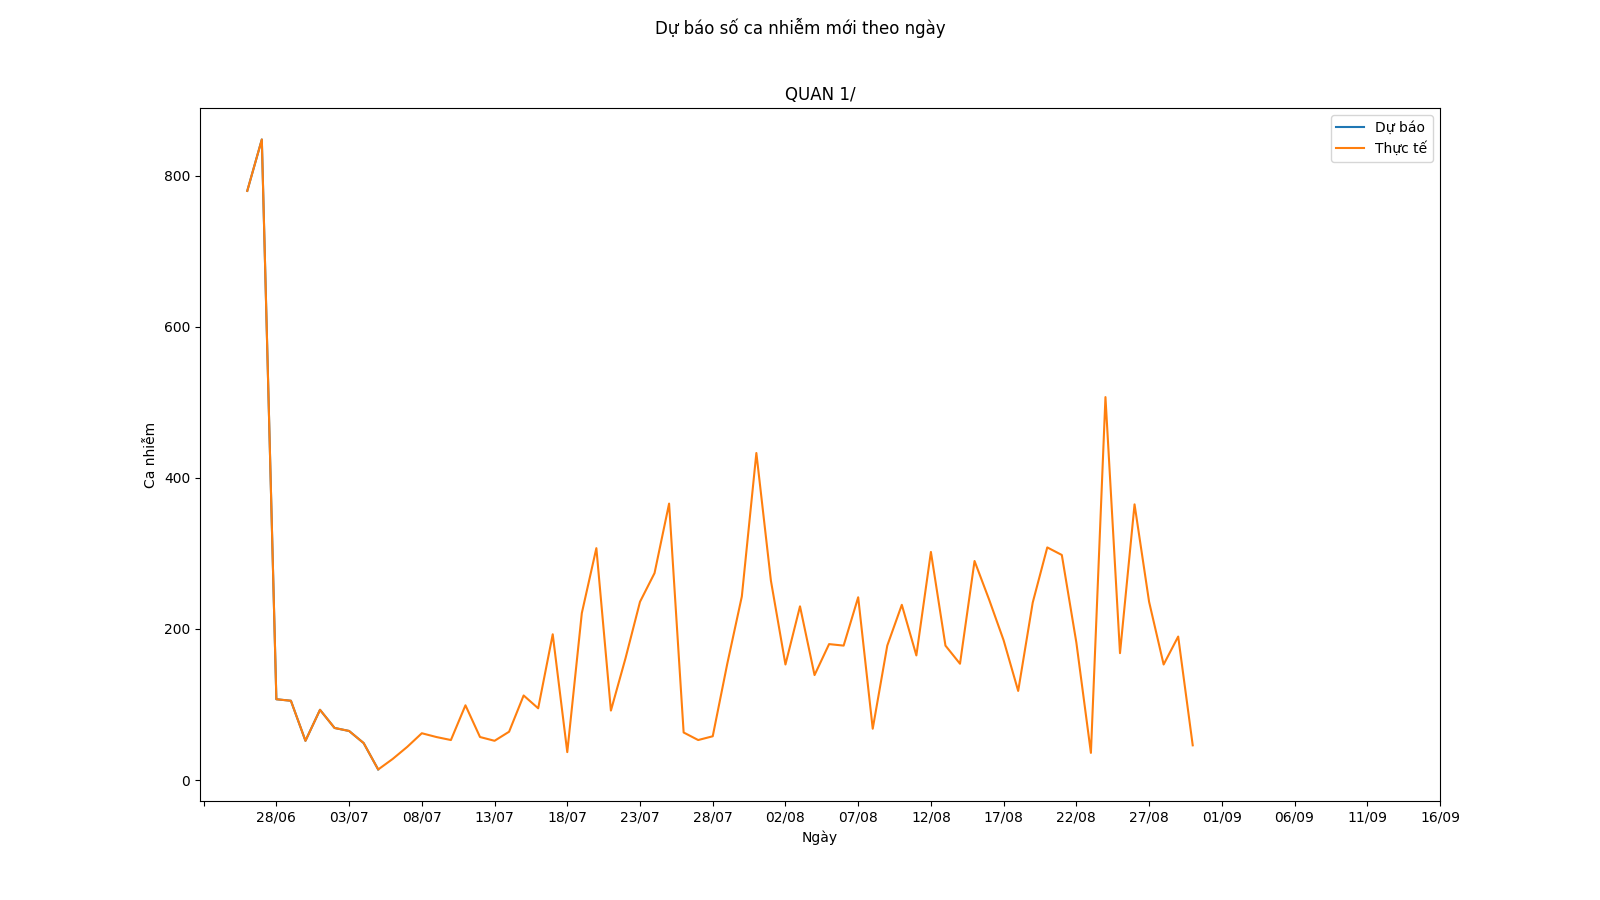 Dự báo số ca nhiễm mới theo ngày
QUAN 1/
Dự báo
Thực tế
800
600
400
200
0
Ca nhiễm
28/06 03/07 08/07 13/07 18/07 23/07 28/07 02/08 07/08 12/08 17/08 22/08 27/08 01/09 06/09 11/09 16/09
Ngày